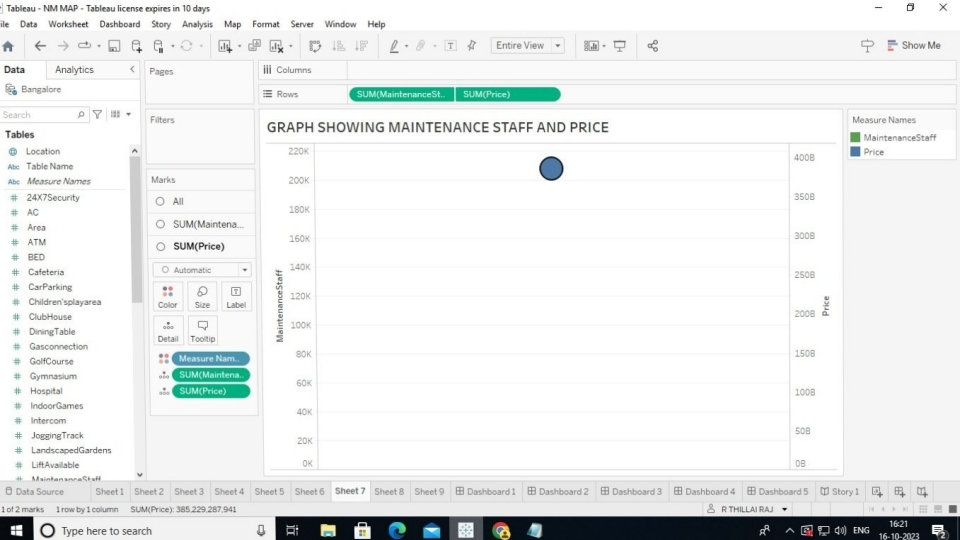 Tableau - NM MAP - Tableau license expires in 10 days
ile Data Worksheet Dashboard Story Analysis Map Format Server Window Help
Entire View
Show Me
Data Analytics
Bangalore
Search
Tables
Location
Abc Table Name
Abc Measure Names
# 24X7Security
# AC
# Area
# ATM
# BED
# Cafeteria
# CarParking
# Children'splayarea
# ClubHouse
# DiningTable
# Gasconnection
# GolfCourse
# Gymnasium
# Hospital
# IndoorGames
# Intercom
# JoggingTrack
# LandscapedGardens
# LiftAvailable
# MaintenanceStaff
Pages
Filters
Marks
All
SUM(Maintena...
SUM(Price)
Automatic
Color Size Label
Detail Tooltip
Measure Nam..
SUM(Maintena..
SUM(Price)
Columns
Rows SUM(MaintenanceSt.. SUM(Price)
GRAPH SHOWING MAINTENANCE STAFF AND PRICE
220K
200K
180K
160K
140K
120K
100K
80K
60K
40K
20K
0K
MaintenanceStaff
400B
350B
300B
250B
200B
150B
100B
50B
0B
Price
Measure Names
MaintenanceStaff
Price
Data Source Sheet 1 Sheet 2 Sheet 3 Sheet 4 Sheet 5 Sheet 6 Sheet 7 Sheet 8 Sheet 9 Dashboard 1 Dashboard 2 Dashboard 3 Dashboard 4 Dashboard 5 Story 1
1 of 2 marks 1 row by 1 column SUM(Price): 385,229,287,941
R THILLAI RAJ
Type here to search
ENG
16:21
16-10-2023
2